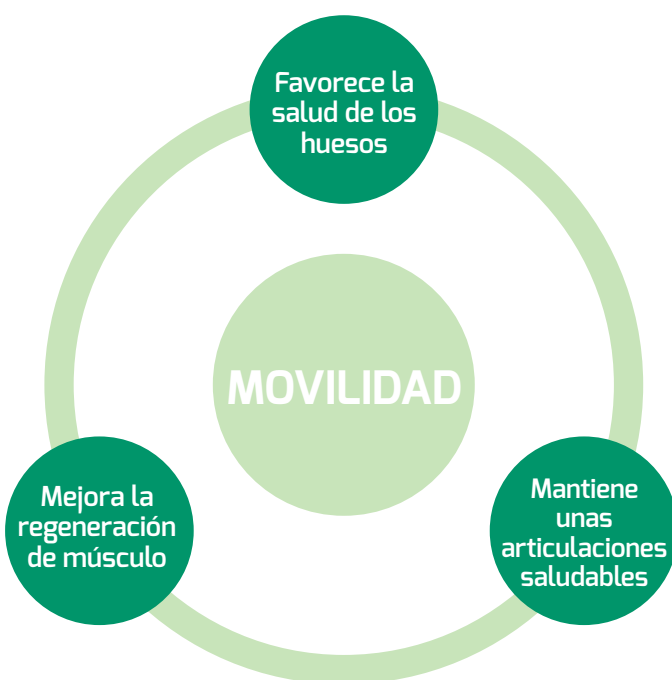 Favorece la
salud de los
huesos
MOVILIDAD
Mejora la
regeneración
de músculo
Mantiene
unas
articulaciones
saludables